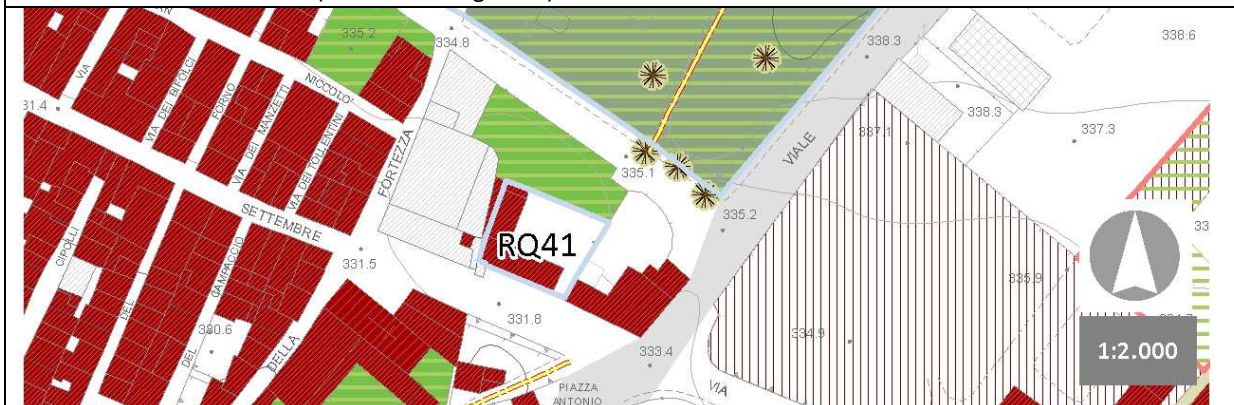 335.2
334.8
338.3
338.6
NICCOLO'
VIA
VIA DEI BIFOLCI
FORNO
VIA DEI MANZETTI
VIA DEI TOLLENTINI
31.4
FORTEZZA
335.1
VIALE
337.1
338.3
337.3
335.2
SETTEMBRE
RQ41
33
CIPOLLI
DEL
CAMPACCIO
331.5
335.9
380.6
DEL
DELLA
331.8
333.4
334.9
1:2.000
PIAZZA
ANTONIO
VIA